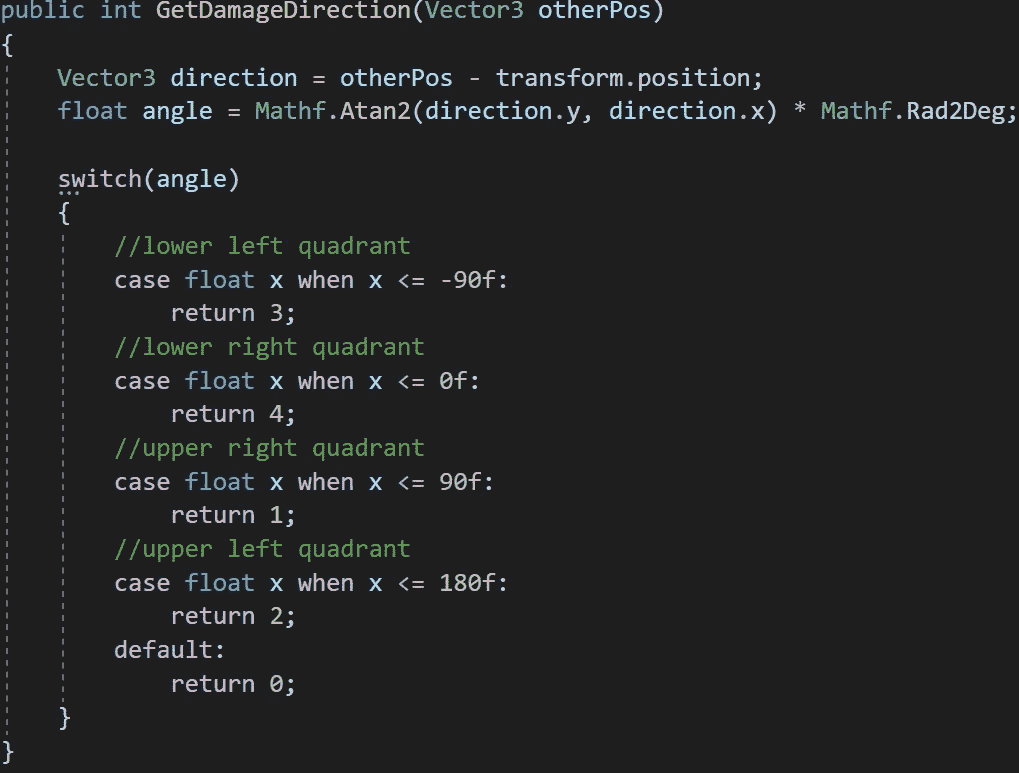 public int GetDamageDirection(Vector3 otherPos)
{
    Vector3 direction = otherPos - transform.position;
    float angle = Mathf.Atan2(direction.y, direction.x) * Mathf.Rad2Deg;

    switch(angle)
    {
        //lower left quadrant
        case float x when x <= -90f:
            return 3;
        //lower right quadrant
        case float x when x <= 0f:
            return 4;
        //upper right quadrant
        case float x when x <= 90f:
            return 1;
        //upper left quadrant
        case float x when x <= 180f:
            return 2;
        default:
            return 0;
    }
}